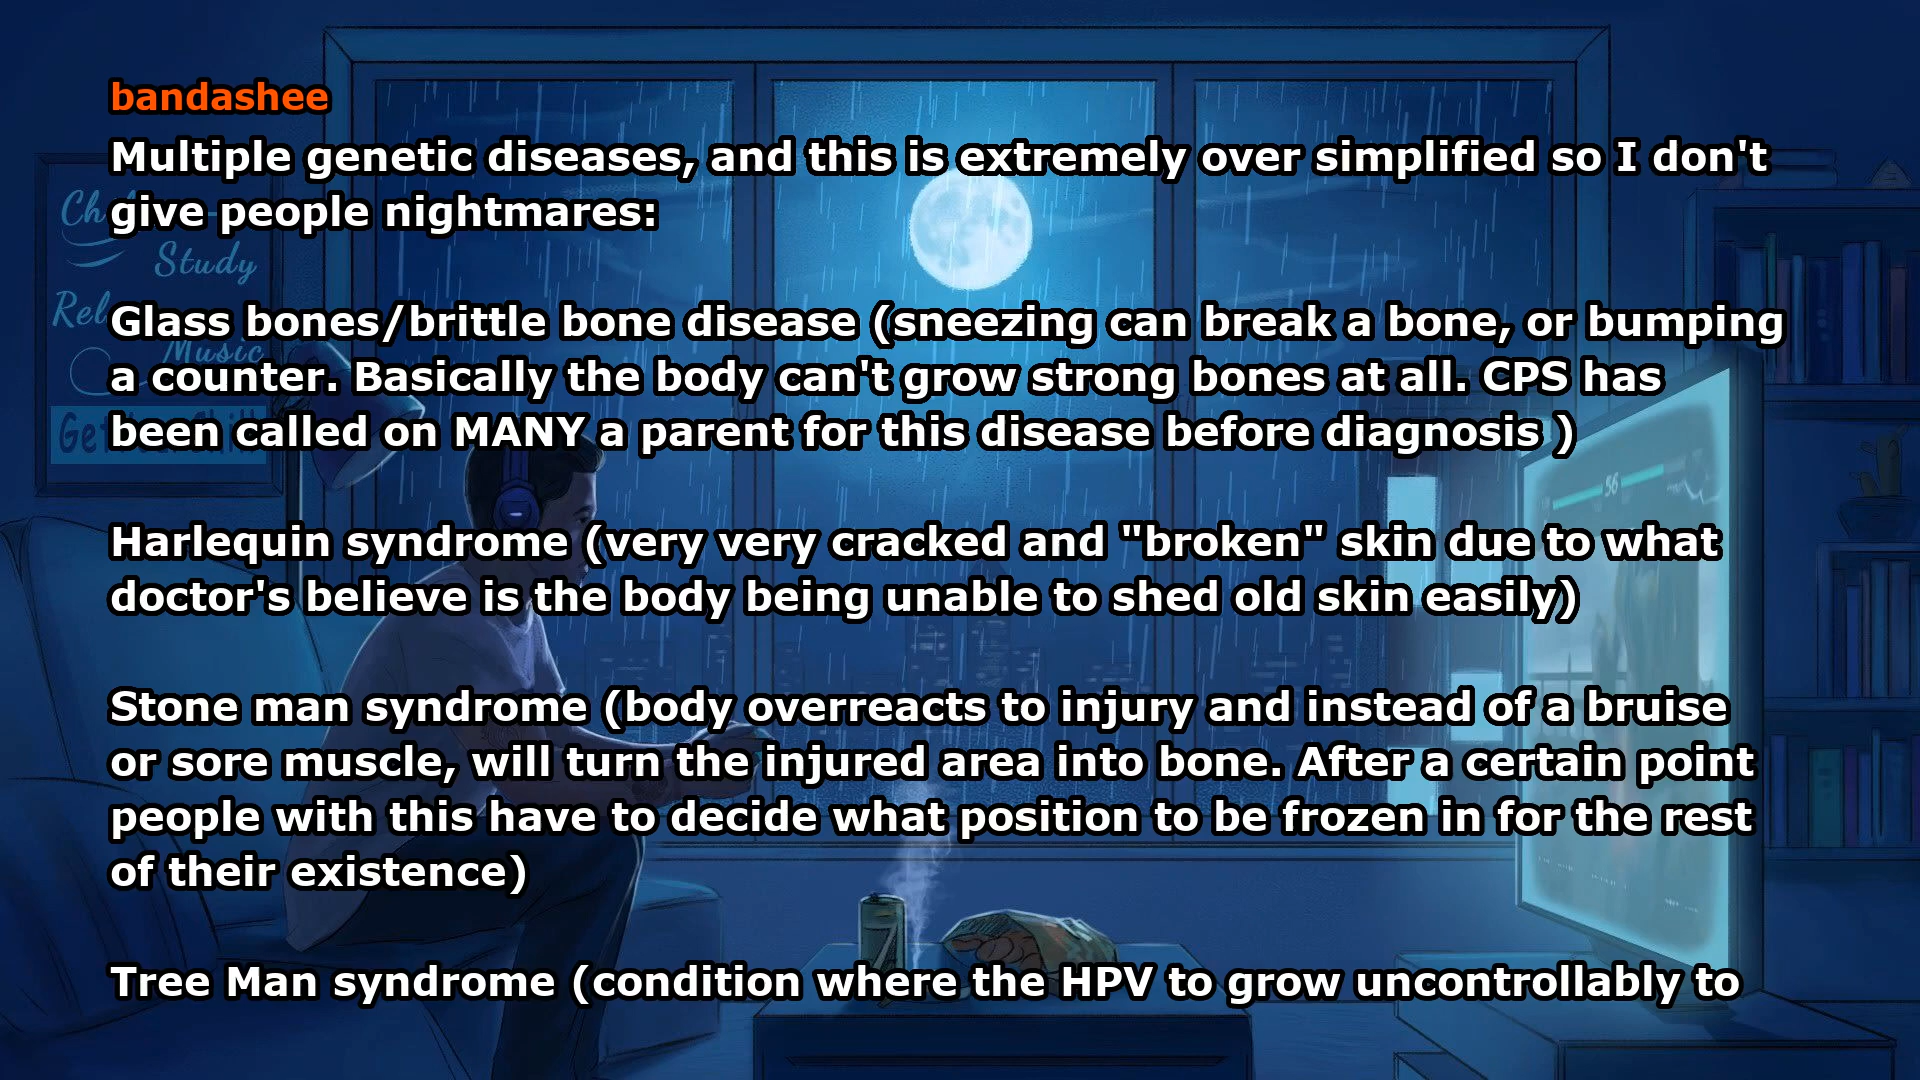 bandashee
Multiple genetic diseases, and this is extremely over simplified so I don't
give people nightmares:
Glass bones/brittle bone disease (sneezing can break a bone, or bumping
a counter. Basically the body can't grow strong bones at all. CPS has
been called on MANY a parent for this disease before diagnosis )
Harlequin syndrome (very very cracked and "broken" skin due to what
doctor's believe is the body being unable to shed old skin easily)
Stone man syndrome (body overreacts to injury and instead of a bruise
or sore muscle, will turn the injured area into bone. After a certain point
people with this have to decide what position to be frozen in for the rest
of their existence)
Tree Man syndrome (condition where the HPV to grow uncontrollably to
Study
Music
56